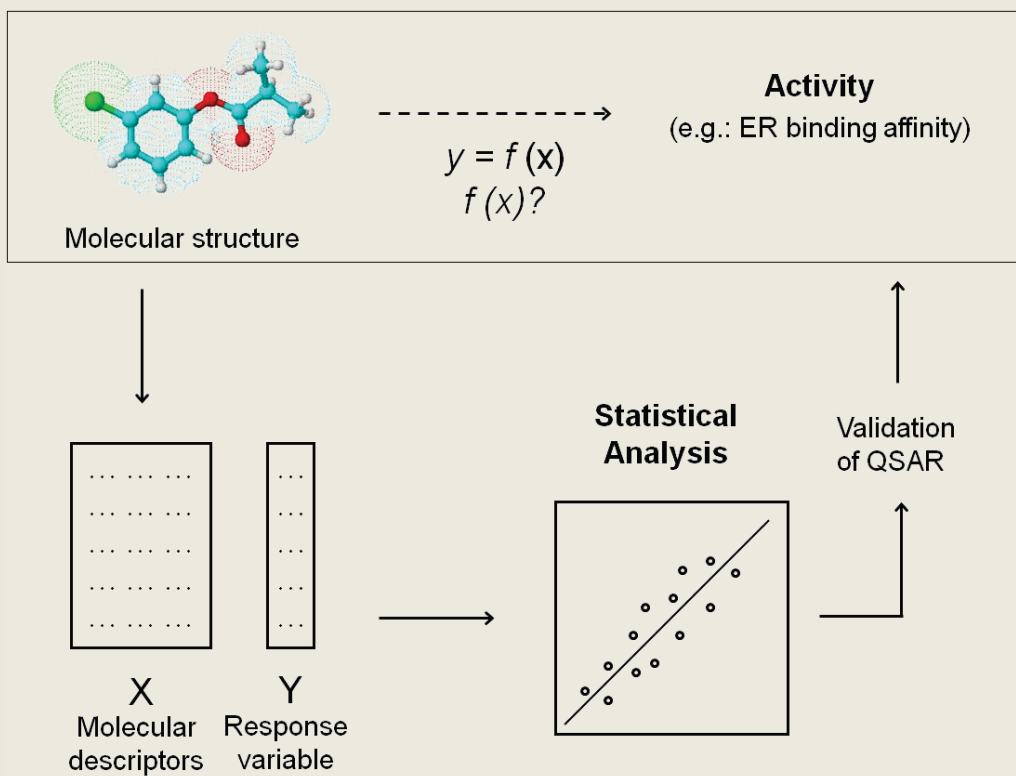 Activity
(e.g.: ER binding affinity)
y = f (x)
f (x)?
Molecular structure
Statistical
Analysis
Validation
of QSAR
... ... ... ...
... ... ... ...
... ... ... ...
... ... ... ...
... ... ... ...
X
Molecular
descriptors
Y
Response
variable